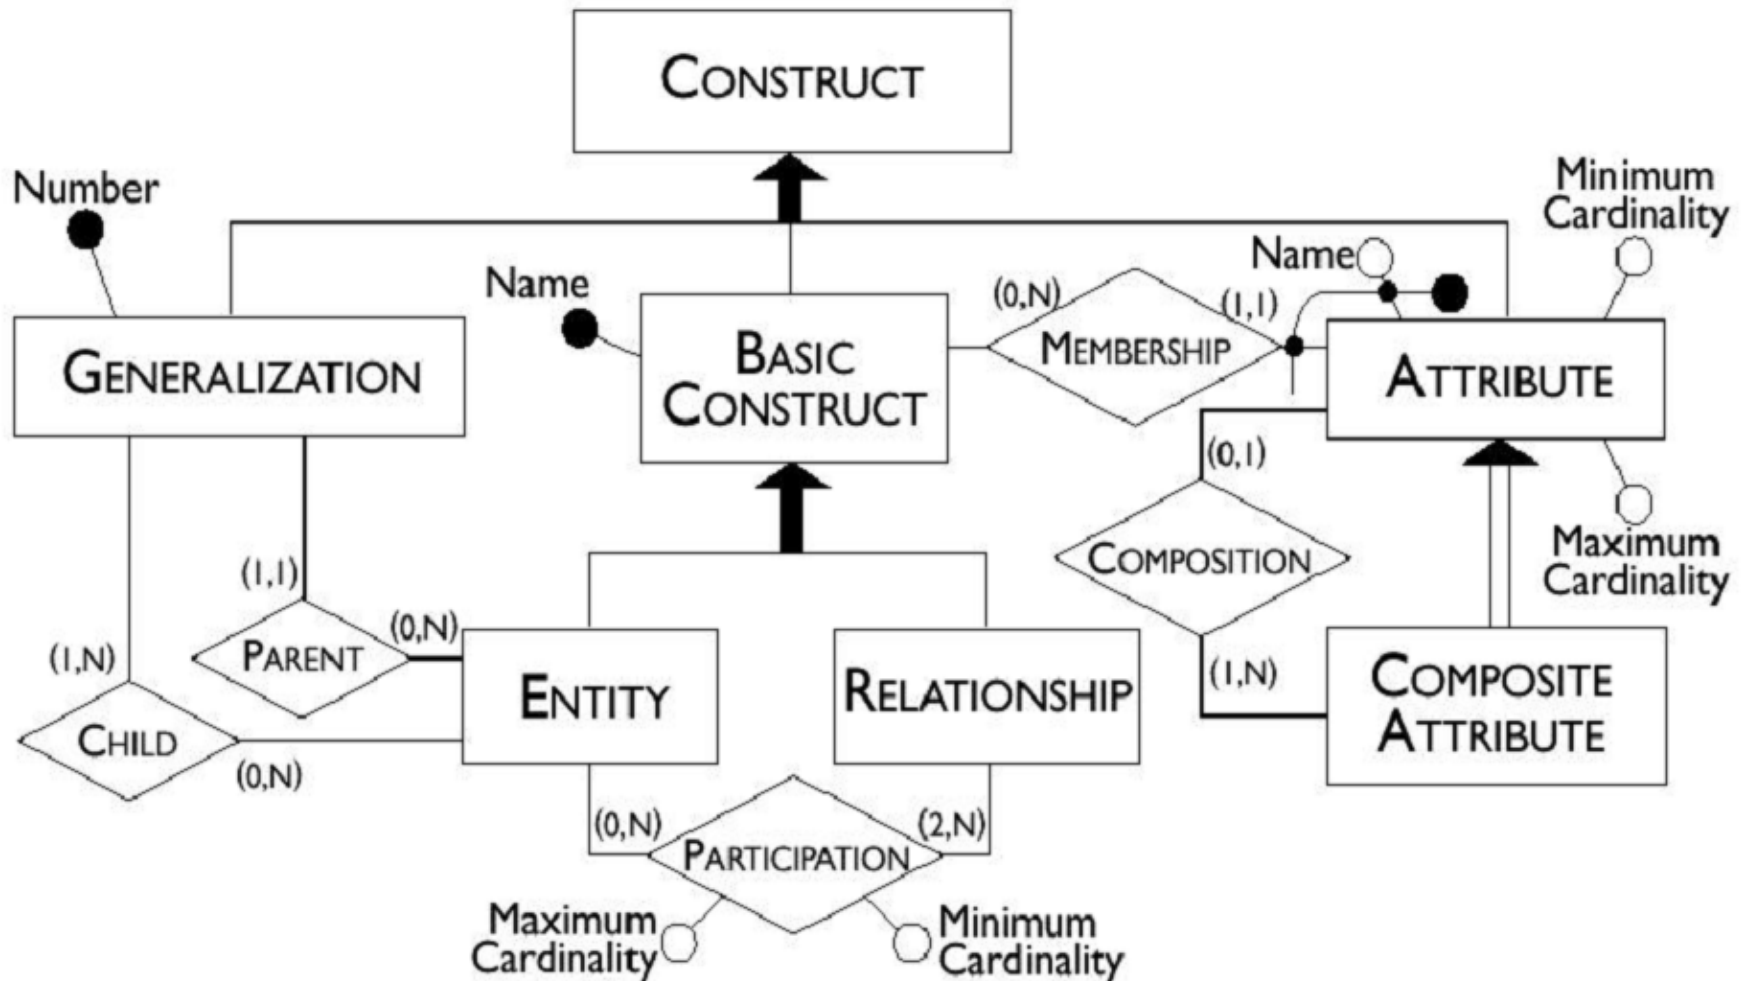 CONSTRUCT
Number
Minimum
Cardinality
Name
Name
(0,N)
(1,1)
GENERALIZATION
BASIC
CONSTRUCT
MEMBERSHIP
ATTRIBUTE
(0,1)
(1,1)
COMPOSITION
Maximum
Cardinality
(0,N)
PARENT
(1,N)
(1,N)
ENTITY
RELATIONSHIP
COMPOSITE
ATTRIBUTE
CHILD
(0,N)
(0,N)
(2,N)
PARTICIPATION
Maximum
Cardinality
Minimum
Cardinality